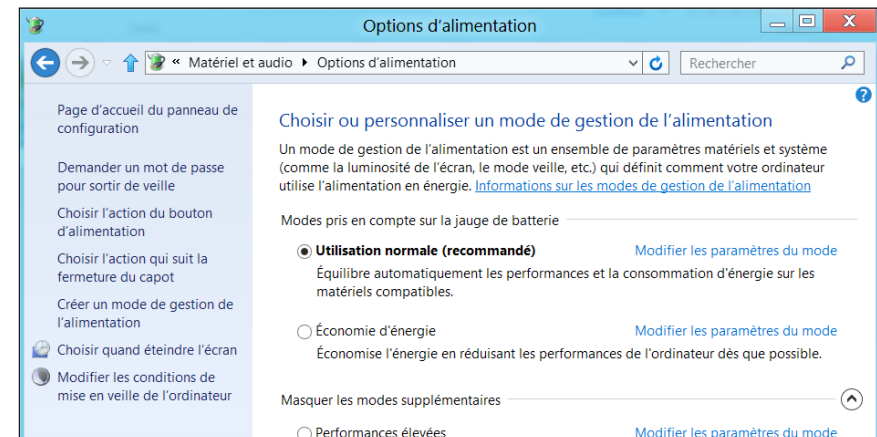 Options d'alimentation
« Matériel et audio ▸ Options d'alimentation
Rechercher
Page d'accueil du panneau de
configuration
Demander un mot de passe
pour sortir de veille
Choisir l'action du bouton
d'alimentation
Choisir l'action qui suit la
fermeture du capot
Créer un mode de gestion de
l'alimentation
Choisir quand éteindre l'écran
Modifier les conditions de
mise en veille de l'ordinateur
Choisir ou personnaliser un mode de gestion de l'alimentation
Un mode de gestion de l'alimentation est un ensemble de paramètres matériels et système
(comme la luminosité de l'écran, le mode veille, etc.) qui définit comment votre ordinateur
utilise l'alimentation en énergie. Informations sur les modes de gestion de l'alimentation
Modes pris en compte sur la jauge de batterie
Utilisation normale (recommandé) Modifier les paramètres du mode
Équilibre automatiquement les performances et la consommation d'énergie sur les
matériels compatibles.
Économie d'énergie Modifier les paramètres du mode
Économise l'énergie en réduisant les performances de l'ordinateur dès que possible.
Masquer les modes supplémentaires
Performances élevées Modifier les paramètres du mode